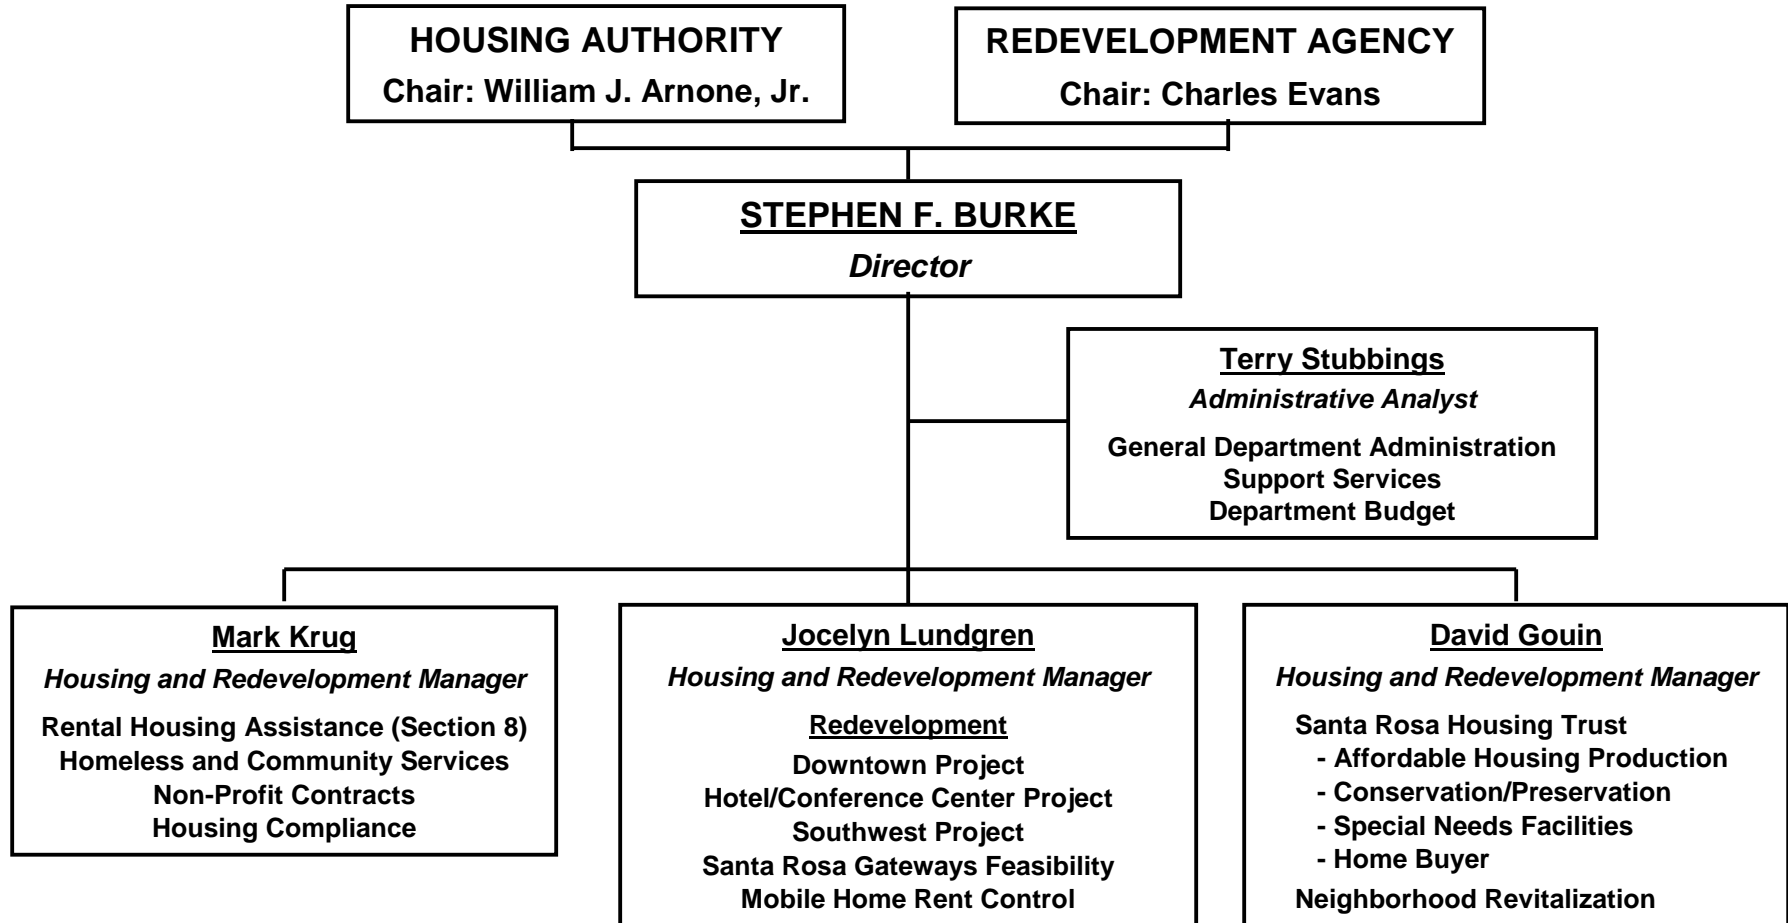 HOUSING AUTHORITY
Chair: William J. Arnone, Jr.
REDEVELOPMENT AGENCY
Chair: Charles Evans
STEPHEN F. BURKE
Director
Terry Stubbings
Administrative Analyst
General Department Administration
Support Services
Department Budget
Mark Krug
Housing and Redevelopment Manager
Rental Housing Assistance (Section 8)
Homeless and Community Services
Non-Profit Contracts
Housing Compliance
Jocelyn Lundgren
Housing and Redevelopment Manager
Redevelopment
Downtown Project
Hotel/Conference Center Project
Southwest Project
Santa Rosa Gateways Feasibility
Mobile Home Rent Control
David Gouin
Housing and Redevelopment Manager
Santa Rosa Housing Trust
- Affordable Housing Production
- Conservation/Preservation
- Special Needs Facilities
- Home Buyer
Neighborhood Revitalization